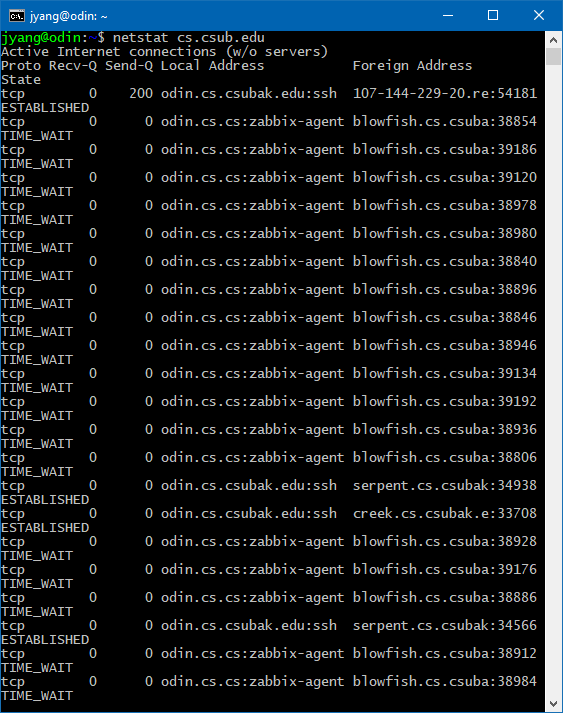 jyang@odin: ~
jyang@odin:~$ netstat cs.csub.edu
Active Internet connections (w/o servers)
Proto Recv-Q Send-Q Local Address           Foreign Address
State
tcp        0    200 odin.cs.csubak.edu:ssh  107-144-229-20.re:54181
ESTABLISHED
tcp        0      0 odin.cs.cs:zabbix-agent blowfish.cs.csuba:38854
TIME_WAIT
tcp        0      0 odin.cs.cs:zabbix-agent blowfish.cs.csuba:39186
TIME_WAIT
tcp        0      0 odin.cs.cs:zabbix-agent blowfish.cs.csuba:39120
TIME_WAIT
tcp        0      0 odin.cs.cs:zabbix-agent blowfish.cs.csuba:38978
TIME_WAIT
tcp        0      0 odin.cs.cs:zabbix-agent blowfish.cs.csuba:38980
TIME_WAIT
tcp        0      0 odin.cs.cs:zabbix-agent blowfish.cs.csuba:38840
TIME_WAIT
tcp        0      0 odin.cs.cs:zabbix-agent blowfish.cs.csuba:38896
TIME_WAIT
tcp        0      0 odin.cs.cs:zabbix-agent blowfish.cs.csuba:38846
TIME_WAIT
tcp        0      0 odin.cs.cs:zabbix-agent blowfish.cs.csuba:38946
TIME_WAIT
tcp        0      0 odin.cs.cs:zabbix-agent blowfish.cs.csuba:39134
TIME_WAIT
tcp        0      0 odin.cs.cs:zabbix-agent blowfish.cs.csuba:39192
TIME_WAIT
tcp        0      0 odin.cs.cs:zabbix-agent blowfish.cs.csuba:38936
TIME_WAIT
tcp        0      0 odin.cs.cs:zabbix-agent blowfish.cs.csuba:38806
TIME_WAIT
tcp        0      0 odin.cs.csubak.edu:ssh  serpent.cs.csubak:34938
ESTABLISHED
tcp        0      0 odin.cs.csubak.edu:ssh  creek.cs.csubak.e:33708
ESTABLISHED
tcp        0      0 odin.cs.cs:zabbix-agent blowfish.cs.csuba:38928
TIME_WAIT
tcp        0      0 odin.cs.cs:zabbix-agent blowfish.cs.csuba:39176
TIME_WAIT
tcp        0      0 odin.cs.cs:zabbix-agent blowfish.cs.csuba:38886
TIME_WAIT
tcp        0      0 odin.cs.csubak.edu:ssh  serpent.cs.csubak:34566
ESTABLISHED
tcp        0      0 odin.cs.cs:zabbix-agent blowfish.cs.csuba:38912
TIME_WAIT
tcp        0      0 odin.cs.cs:zabbix-agent blowfish.cs.csuba:38984
TIME_WAIT